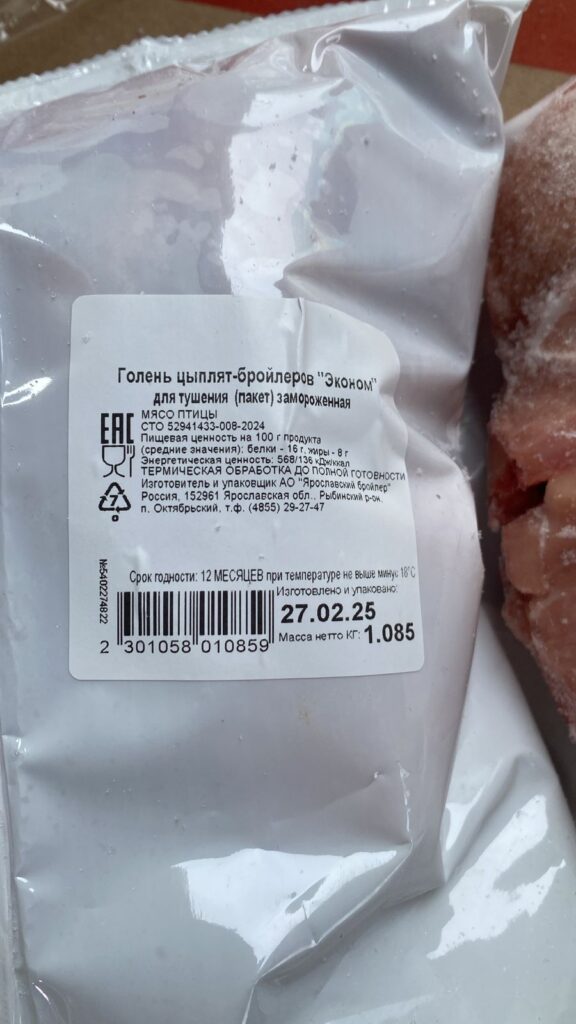 Голень цыплят-бройлеров "Эконом"
для тушения (пакет) замороженная
МЯСО ПТИЦЫ
СТО 52941433-008-2024
Пищевая ценность на 100 г продукта
(средние значения): белки - 16 г, жиры - 8 г
Энергетическая ценность: 568/136 кДж/ккал
ТЕРМИЧЕСКАЯ ОБРАБОТКА ДО ПОЛНОЙ ГОТОВНОСТИ
Изготовитель и упаковщик АО "Ярославский бройлер"
Россия, 152961 Ярославская обл., Рыбинский р-он,
п. Октябрьский, т.ф. (4855) 29-27-47
EAC
7
Срок годности: 12 МЕСЯЦЕВ при температуре не выше минус 18°С
Изготовлено и упаковано:
27.02.25
Масса нетто КГ: 1.085
№5402274822
2 301058 010859